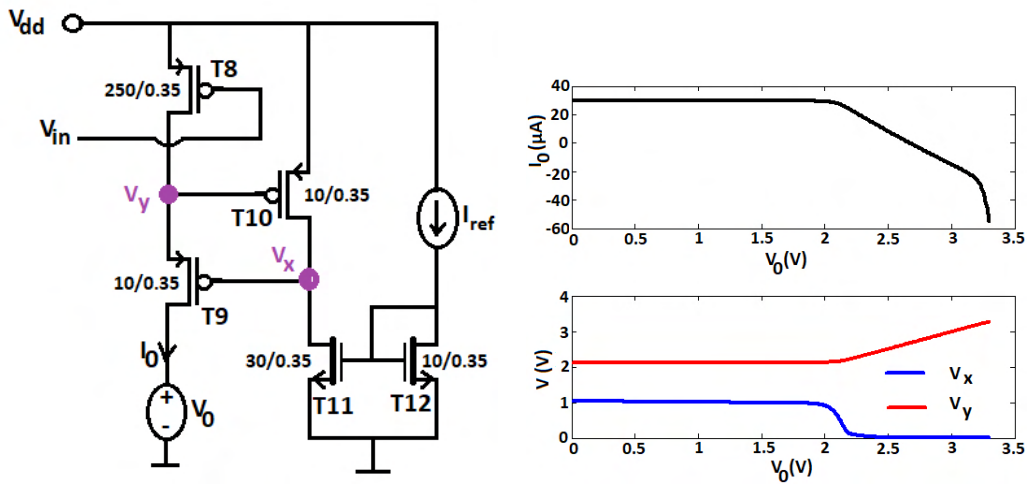 Vdd
T8
250/0.35
Vin
Vy
10/0.35
T10
Iref
Vx
10/0.35
T9
I0
30/0.35
10/0.35
T11
T12
+
-
V0
40
20
0
-20
-40
-60
I0(µA)
0
0.5
1
1.5
2
2.5
3
3.5
V0(V)
4
3
2
1
0
V (V)
Vx
Vy
0
0.5
1
1.5
2
2.5
3
3.5
V0(V)